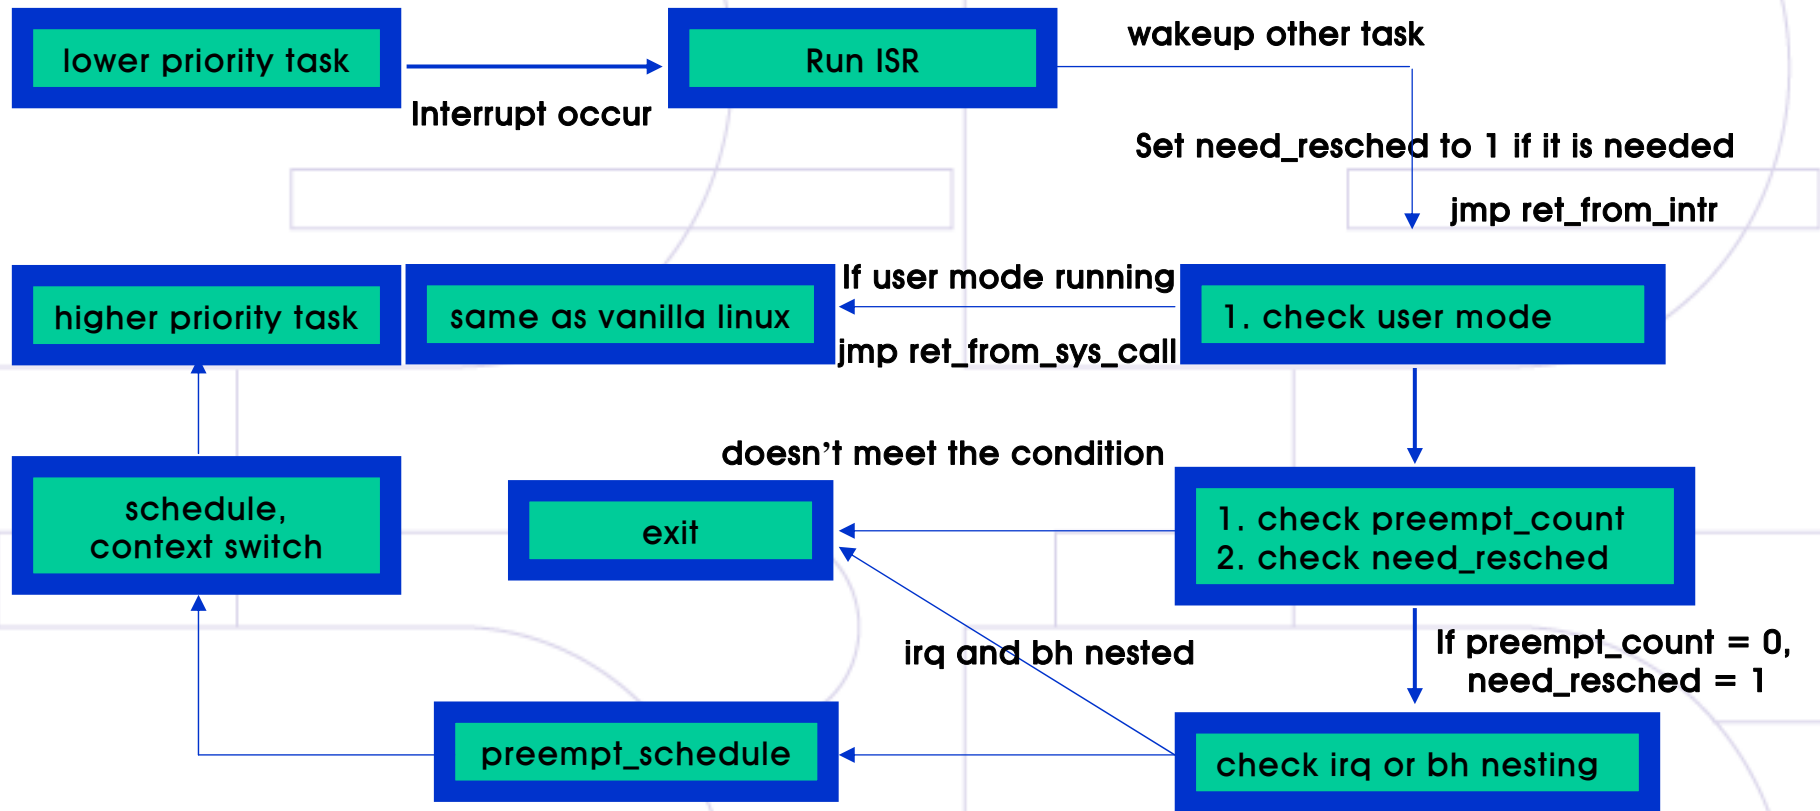 lower priority task
Interrupt occur
Run ISR
wakeup other task
Set need_resched to 1 if it is needed
jmp ret_from_intr
higher priority task
same as vanilla linux
If user mode running
jmp ret_from_sys_call
1. check user mode
doesn't meet the condition
schedule,
context switch
exit
1. check preempt_count
2. check need_resched
irq and bh nested
If preempt_count = 0,
need_resched = 1
preempt_schedule
check irq or bh nesting